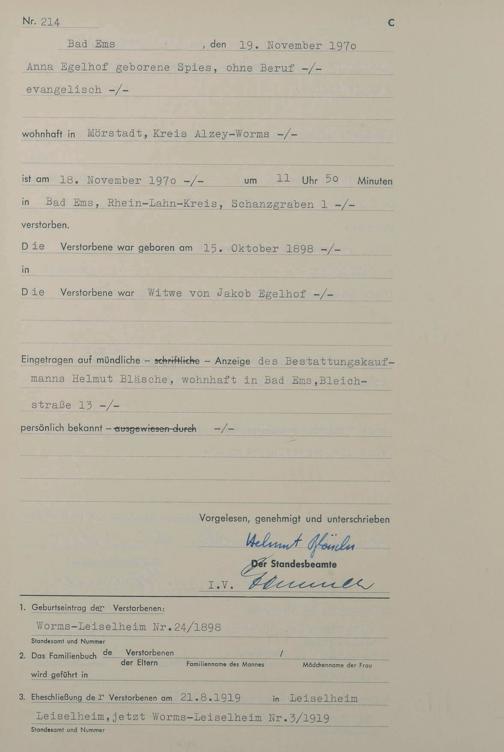 Nr. 214 C
Bad Ems , den 19. November 1970
Anna Egelhof geborene Spies, ohne Beruf -/-
evangelisch -/-
wohnhaft in Mörstadt, Kreis Alzey-Worms -/-
ist am 18. November 1970 -/- um 11 Uhr 50 Minuten
in Bad Ems, Rhein-Lahn-Kreis, Schanzgraben 1 -/-
verstorben.
Die Verstorbene war geboren am 15. Oktober 1898 -/-
in
Die Verstorbene war Witwe von Jakob Egelhof -/-
Eingetragen auf mündliche – schriftliche – Anzeige des Bestattungskauf-
manns Helmut Bläsche, wohnhaft in Bad Ems,Bleich-
straße 13 -/-
persönlich bekannt – ausgewiesen durch -/-
Vorgelesen, genehmigt und unterschrieben
Helmut
Der Standesbeamte
I.V.
1. Geburtseintrag der Verstorbenen:
Worms-Leiselheim Nr.24/1898
Standesamt und Nummer
2. Das Familienbuch de Verstorbenen /
der Eltern Familienname des Mannes Mädchenname der Frau
wird geführt in
3. Eheschließung der Verstorbenen am 21.8.1919 in Leiselheim
Leiselheim,jetzt Worms-Leiselheim Nr.3/1919
Standesamt und Nummer